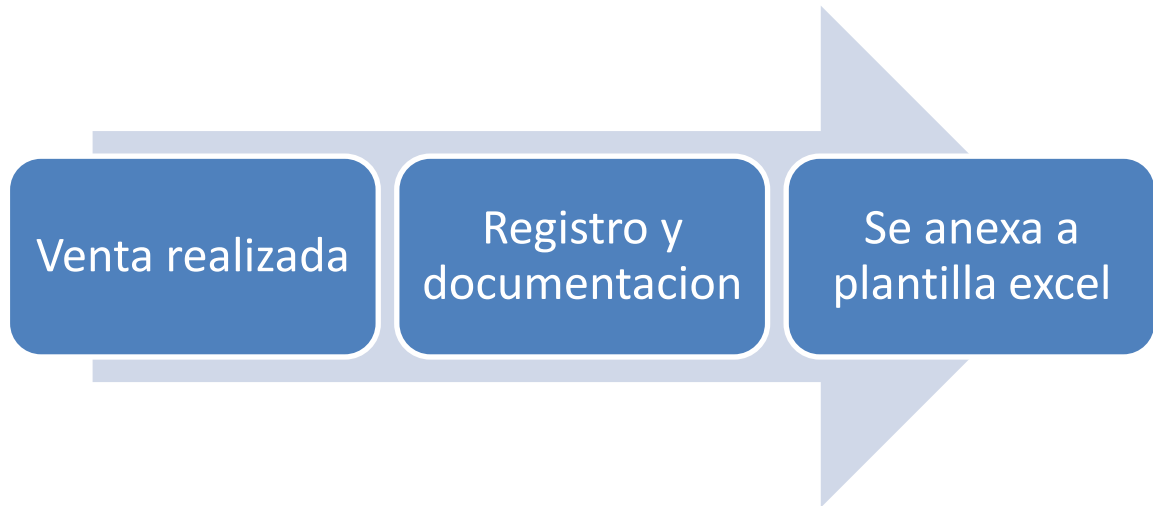 Venta realizada
Registro y
documentacion
Se anexa a
plantilla excel